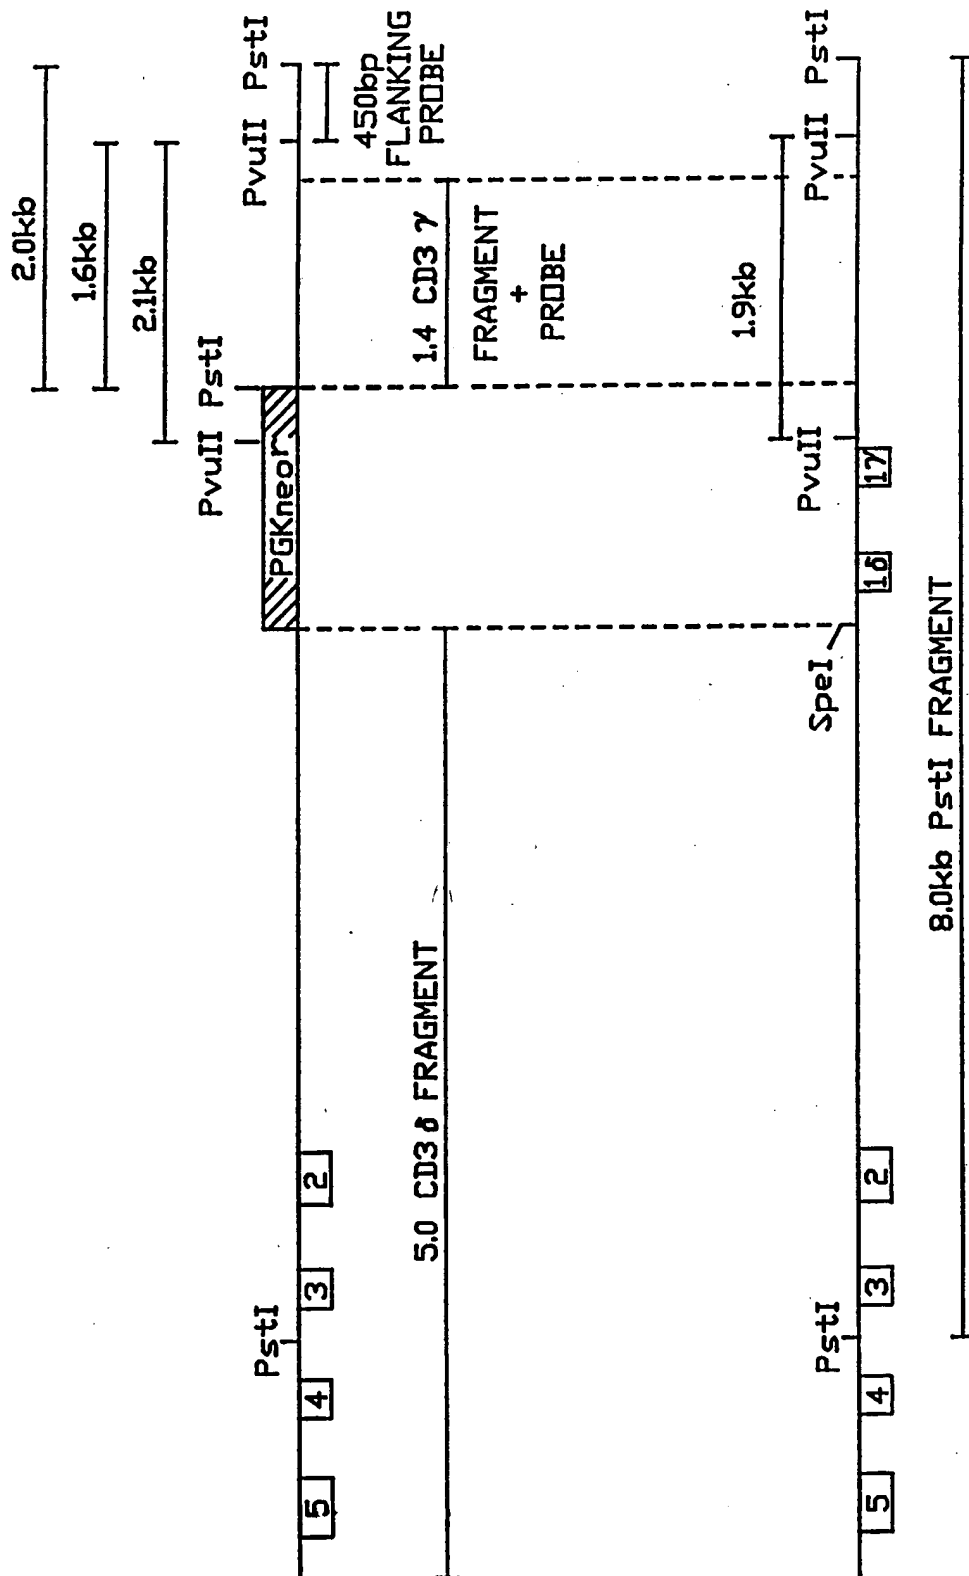 2.0kb
1.6kb
2.1kb
PvuII PstI
PvuII PstI
PstI
PGKneor
5
4
3
2
450bp
FLANKING
PROBE
5.0 CD3 δ FRAGMENT
1.4 CD3 γ
FRAGMENT
+
PROBE
1.9kb
PstI
SpeI
PvuII
PvuII PstI
5
4
3
2
1δ
1γ
8.0kb PstI FRAGMENT